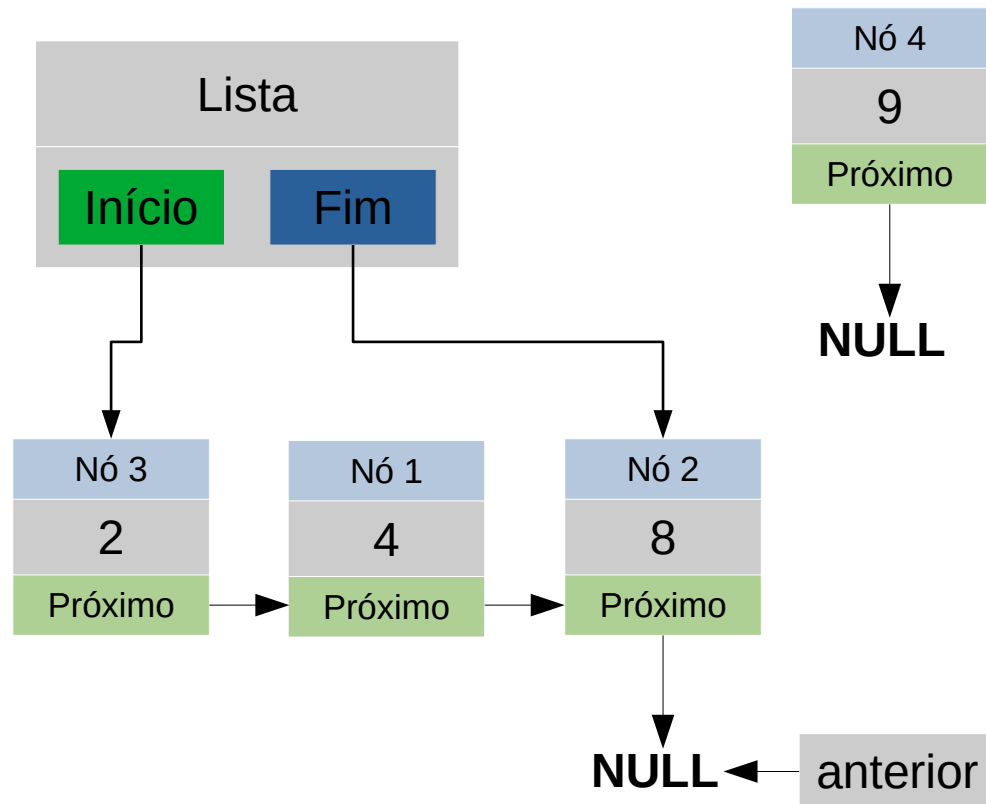 Lista
Início
Fim
Nó 4
9
Próximo
NULL
Nó 3
2
Próximo
Nó 1
4
Próximo
Nó 2
8
Próximo
NULL
anterior